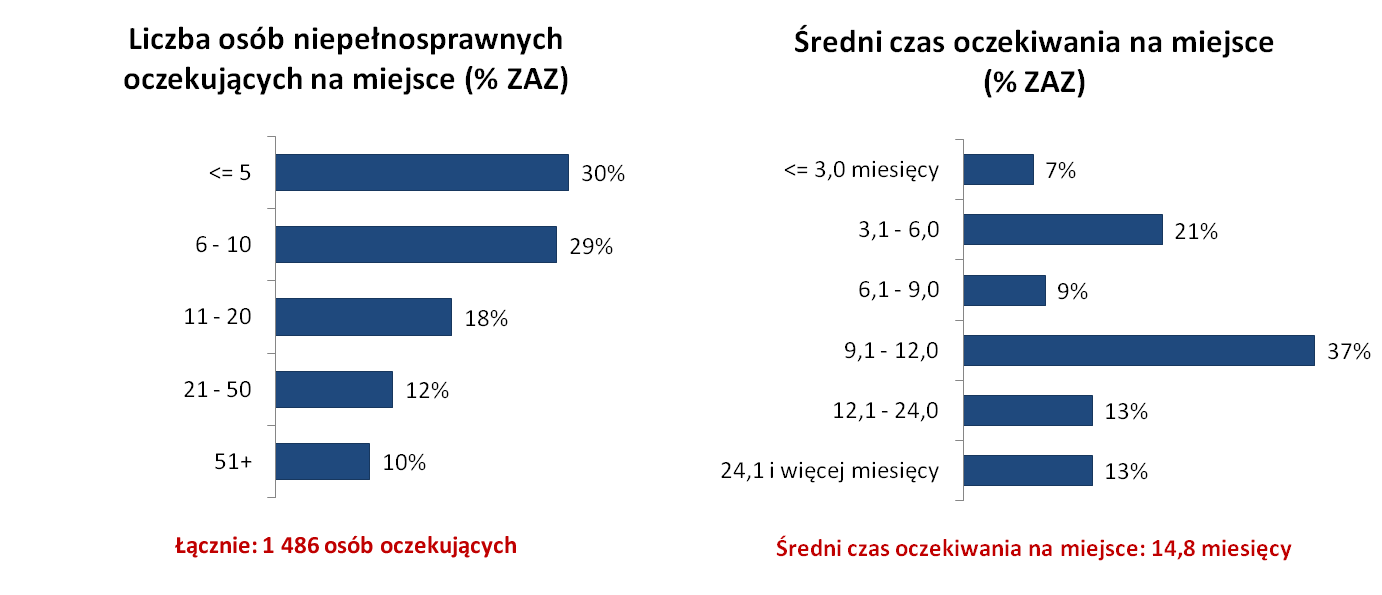 Liczba osób niepełnosprawnych
oczekujących na miejsce (% ZAZ)
<= 5
30%
6 - 10
29%
11 - 20
18%
21 - 50
12%
51+
10%
Łącznie: 1 486 osób oczekujących
Średni czas oczekiwania na miejsce
(% ZAZ)
<= 3,0 miesięcy
7%
3,1 - 6,0
21%
6,1 - 9,0
9%
9,1 - 12,0
37%
12,1 - 24,0
13%
24,1 i więcej miesięcy
13%
Średni czas oczekiwania na miejsce: 14,8 miesięcy